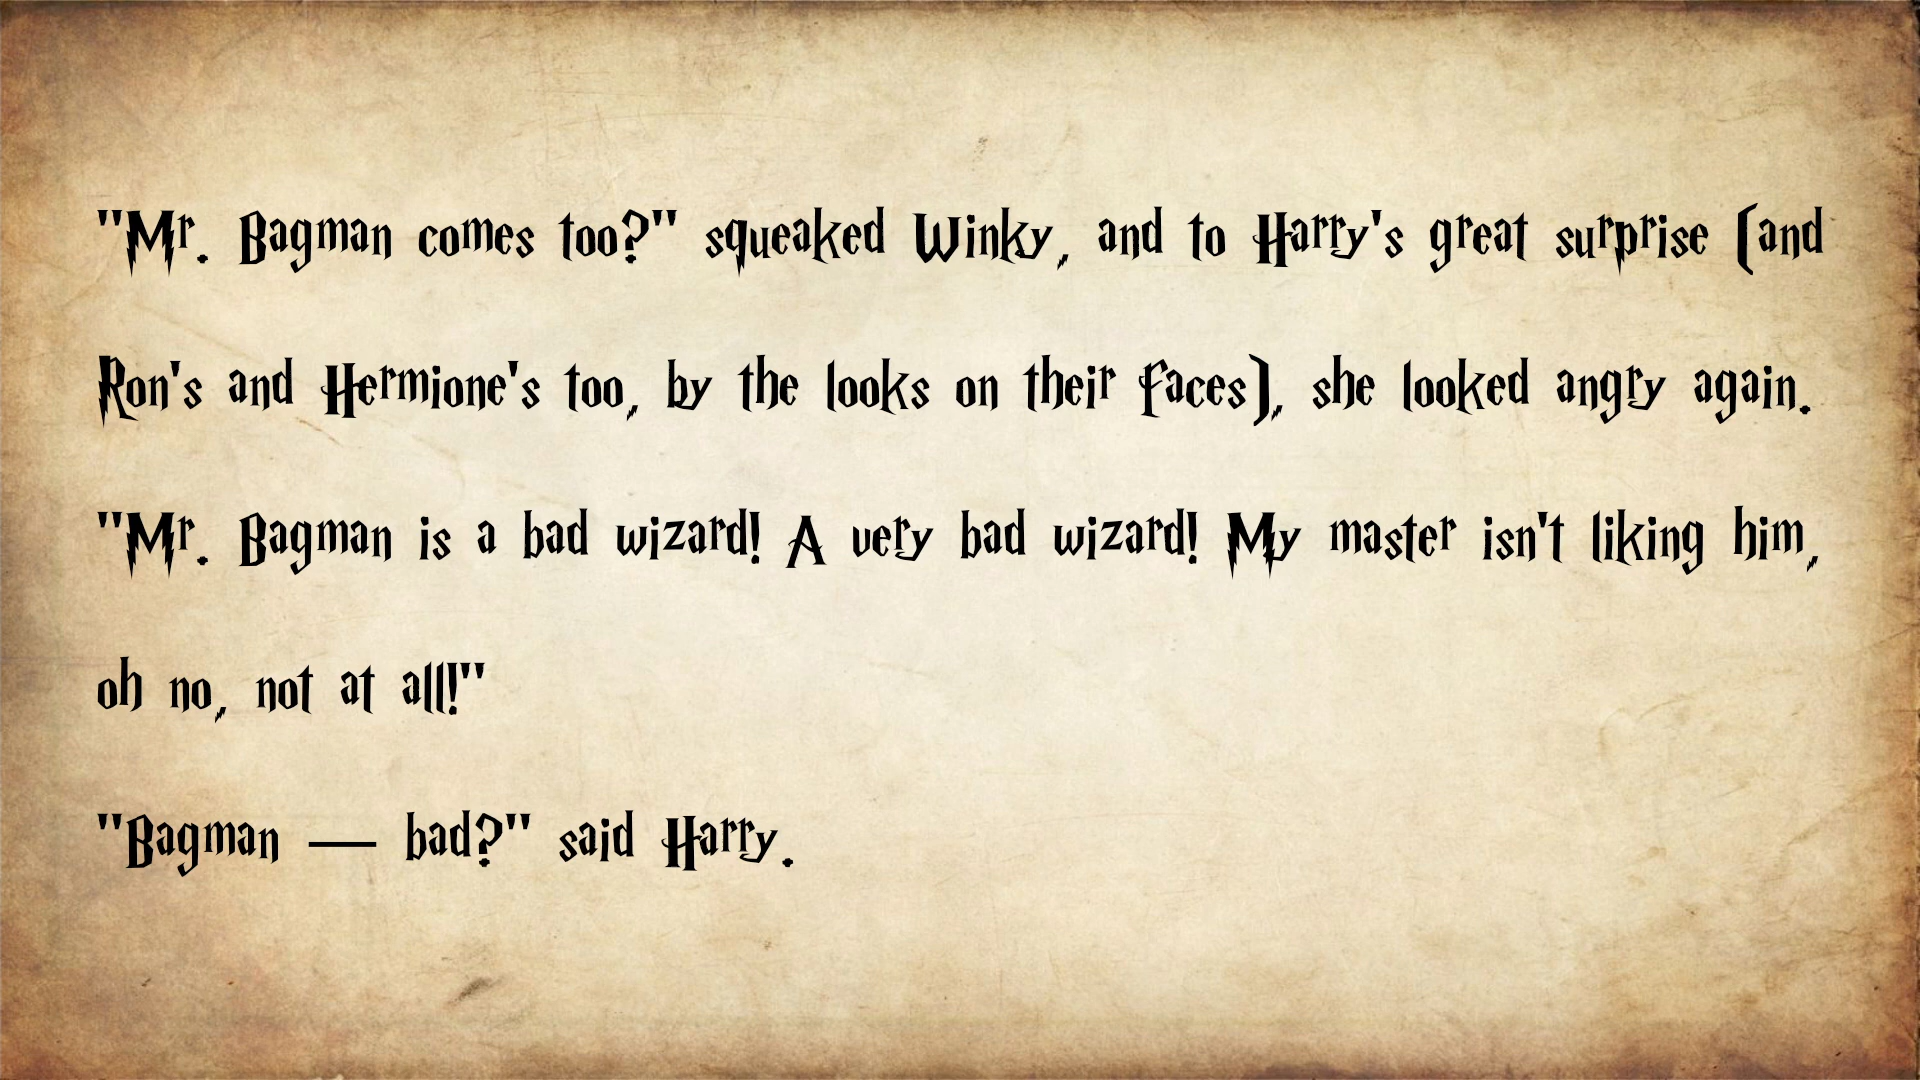 "Mr. Bagman comes too?" squeaked Winky, and to Harry's great surprise (and
Ron's and Hermione's too, by the looks on their faces), she looked angry again.
"Mr. Bagman is a bad wizard! A very bad wizard! My master isn't liking him,
oh no, not at all!"
"Bagman — bad?" said Harry.